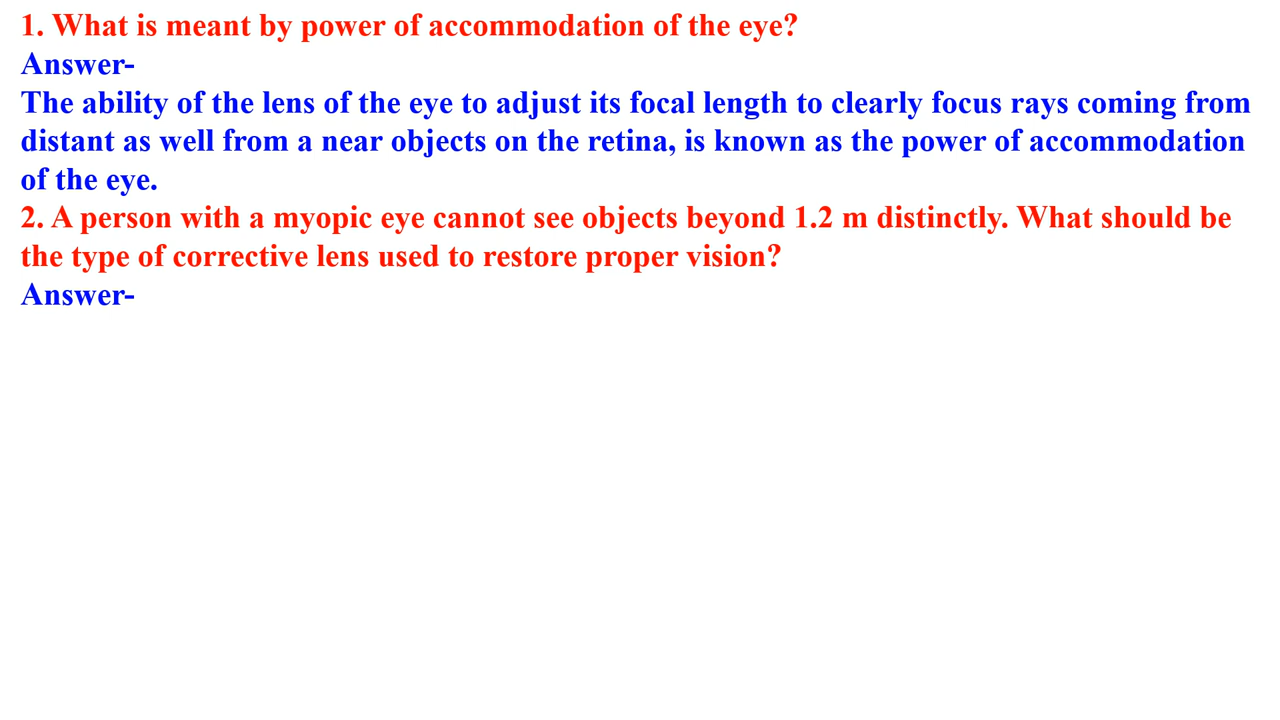 1. What is meant by power of accommodation of the eye?
Answer-
The ability of the lens of the eye to adjust its focal length to clearly focus rays coming from
distant as well from a near objects on the retina, is known as the power of accommodation
of the eye.
2. A person with a myopic eye cannot see objects beyond 1.2 m distinctly. What should be
the type of corrective lens used to restore proper vision?
Answer-